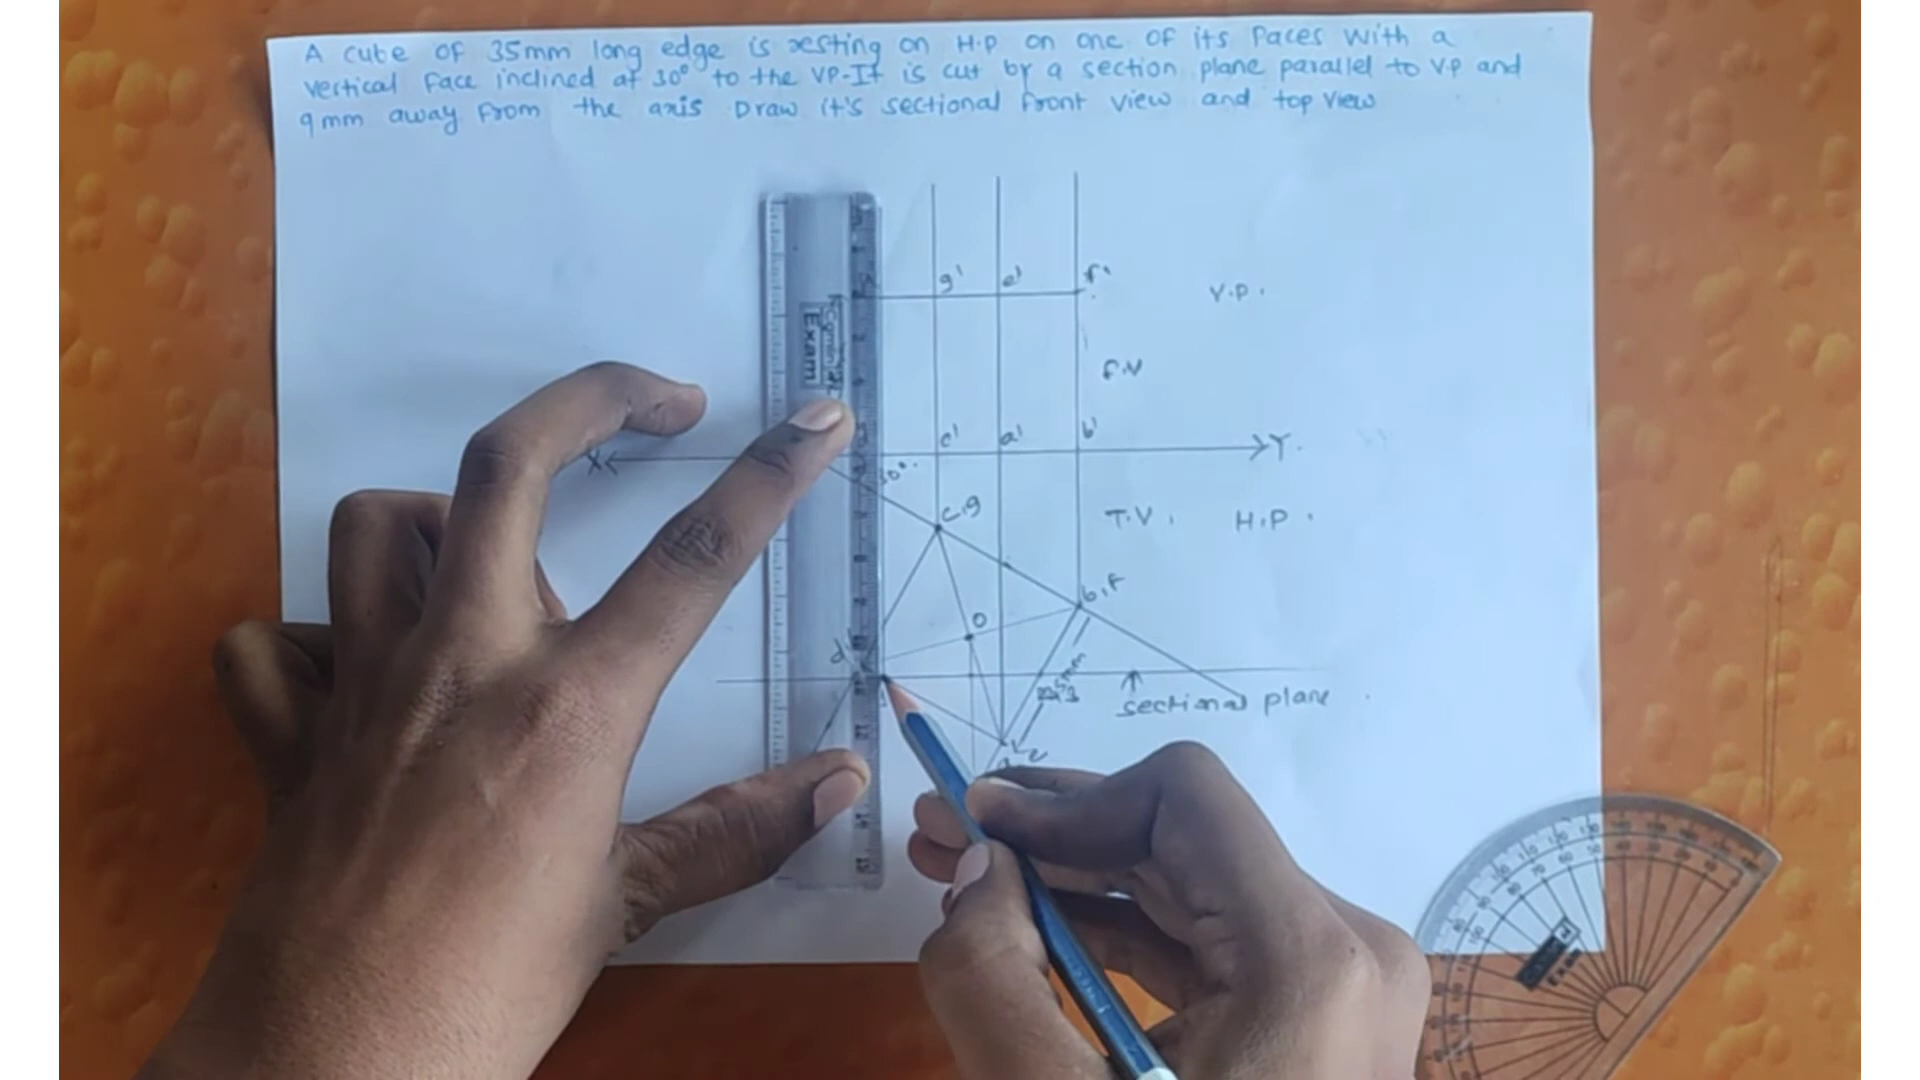 A cube of 35mm long edge is resting on H.P on one of its faces with a
vertical face inclined at 30° to the VP-It is cut by a section plane parallel to V.P and
9mm away from the axis Draw it's sectional front view and top view
g' e' f'
V.P.
Exam
F.V
c' a' b'
X Y.
30°.
c,g
T.V. H.P.
b,f
o
d
35mm
sectional plane
a,e
Exam